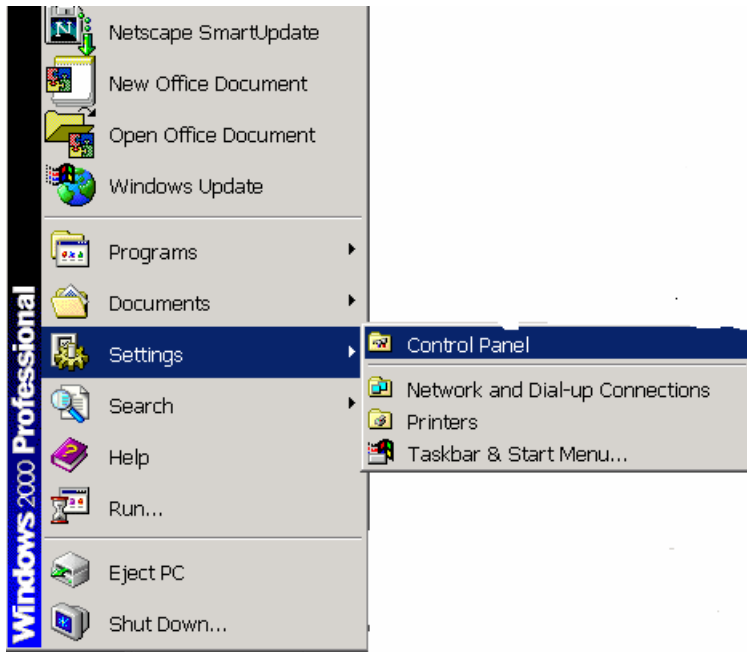 Netscape SmartUpdate
New Office Document
Open Office Document
Windows Update
Programs
Documents
Settings
Search
Help
Run...
Eject PC
Shut Down...
Control Panel
Network and Dial-up Connections
Printers
Taskbar & Start Menu...
Windows 2000 Professional